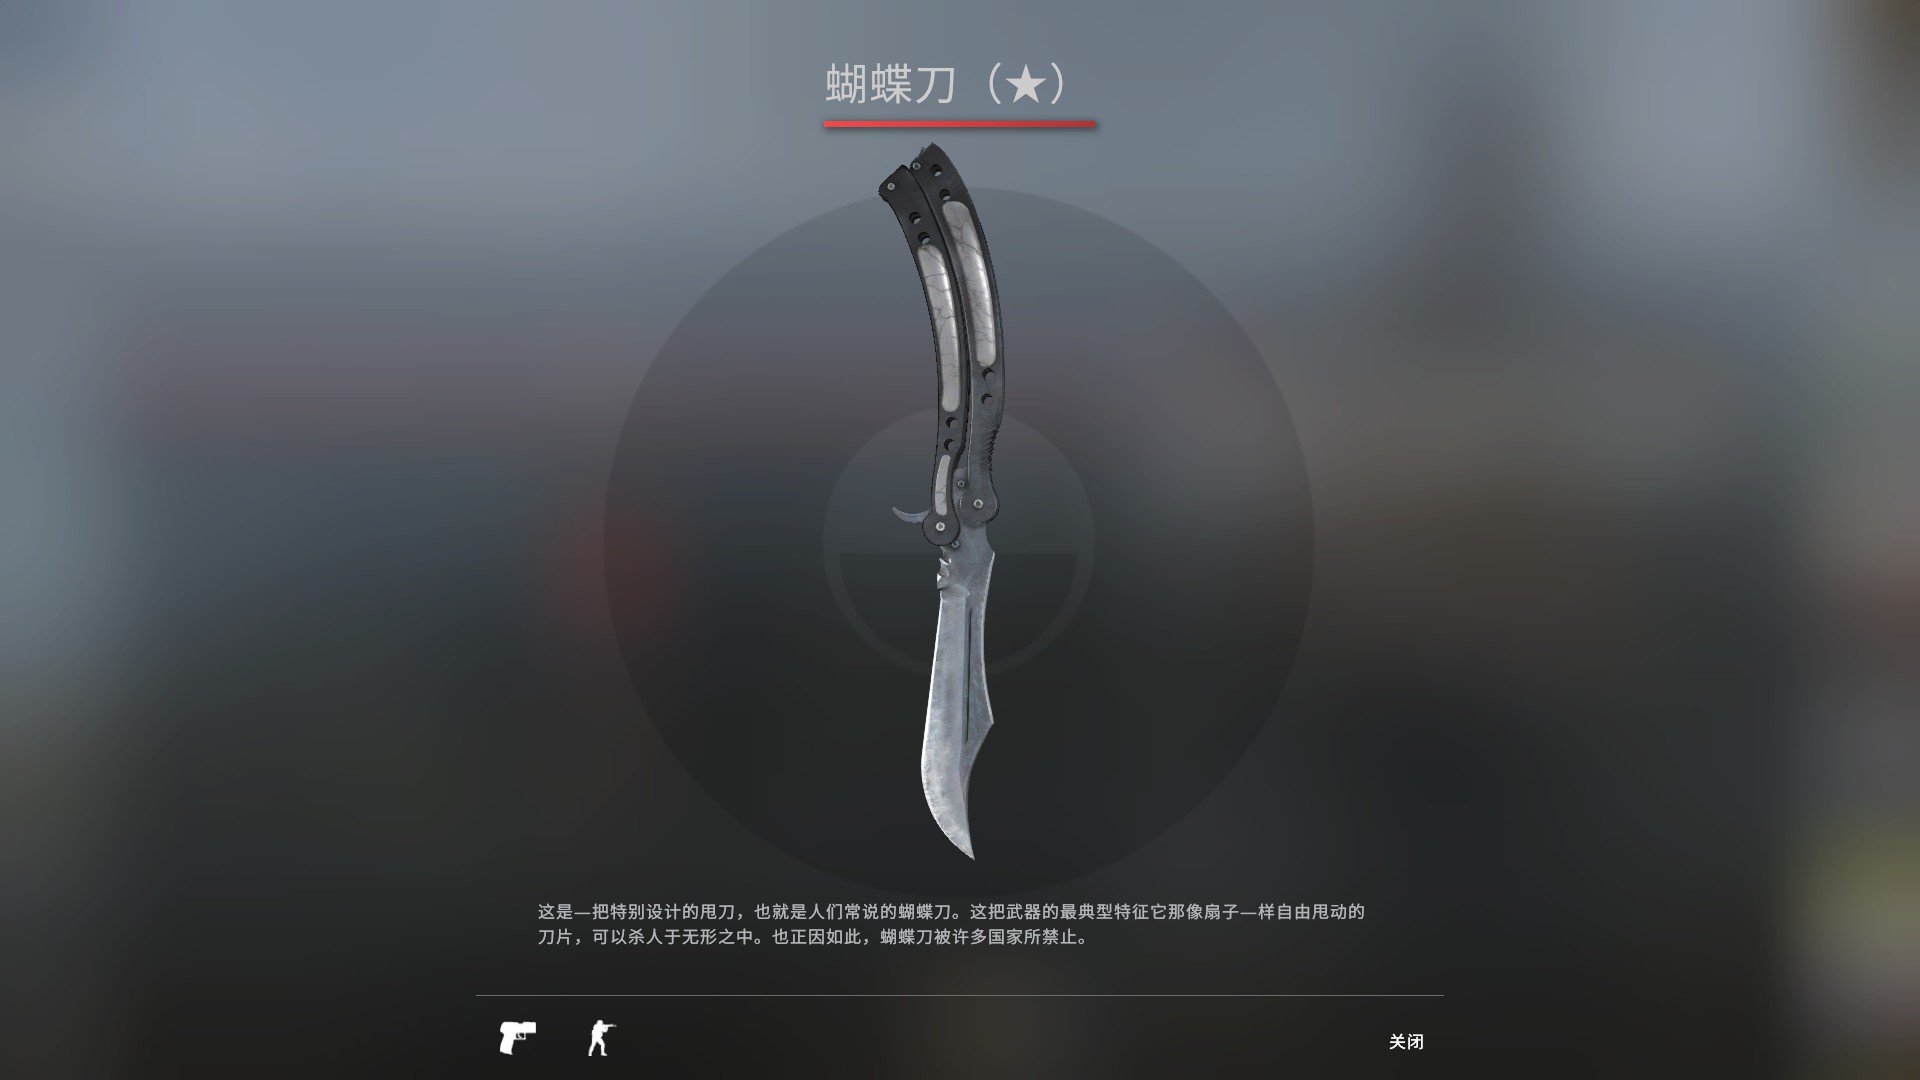 蝴蝶刀（★）
这是一把特别设计的甩刀，也就是人们常说的蝴蝶刀。这把武器的最典型特征它那像扇子一样自由甩动的
刀片，可以杀人于无形之中。也正因如此，蝴蝶刀被许多国家所禁止。
关闭